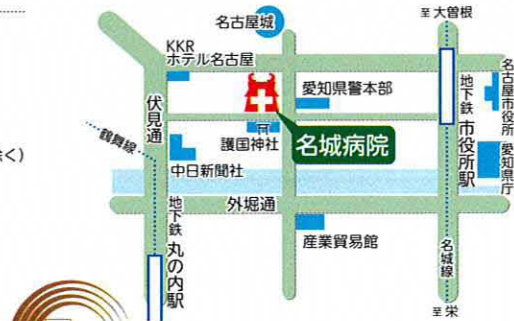 名古屋城
至大曽根
KKR
ホテル名古屋
愛知県警本部
名古屋市役所
地下鉄 市役所駅
伏見通
鶴舞線
護国神社
名城病院
愛知県庁
く)
中日新聞社
外堀通
地下鉄 丸の内駅
産業貿易館
名城線
至栄